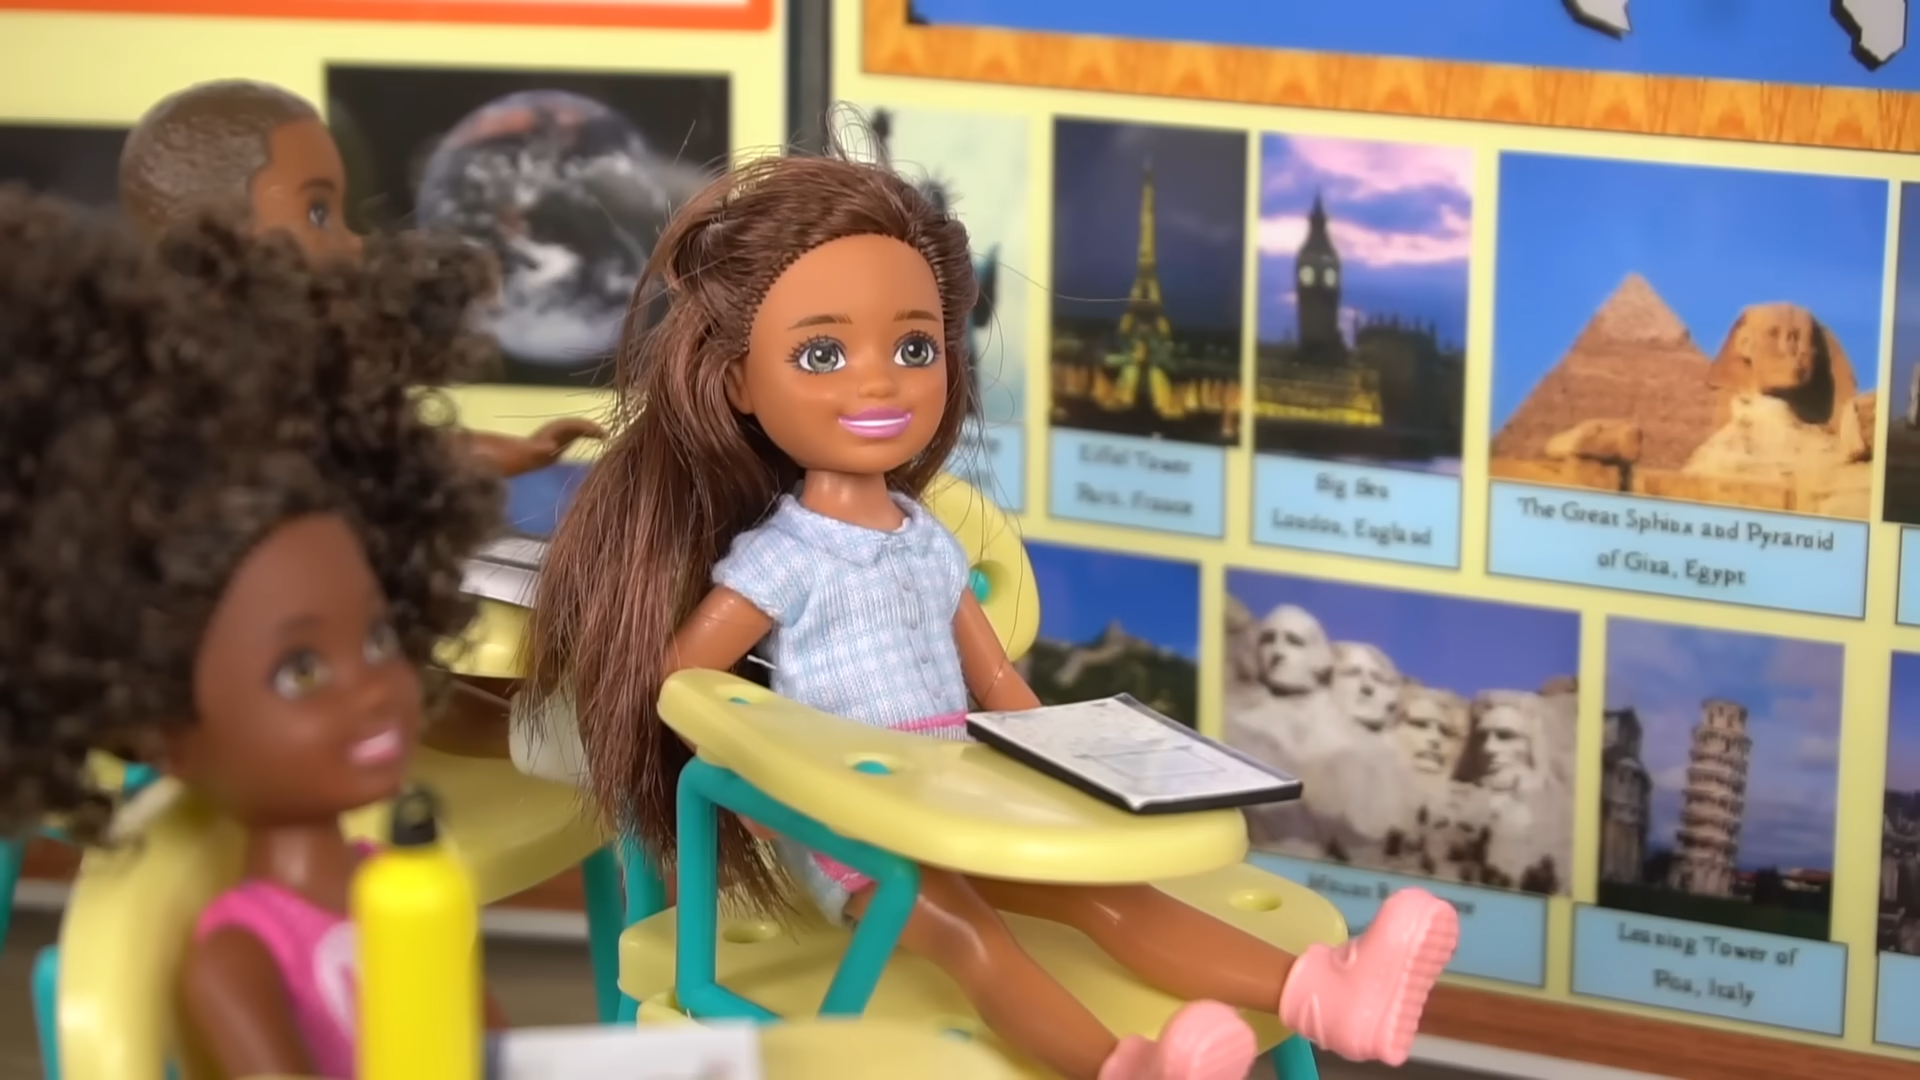 Eiffel Tower
Paris, France
Big Ben
London, England
The Great Sphinx and Pyramid
of Giza, Egypt
Leaning Tower of
Pisa, Italy